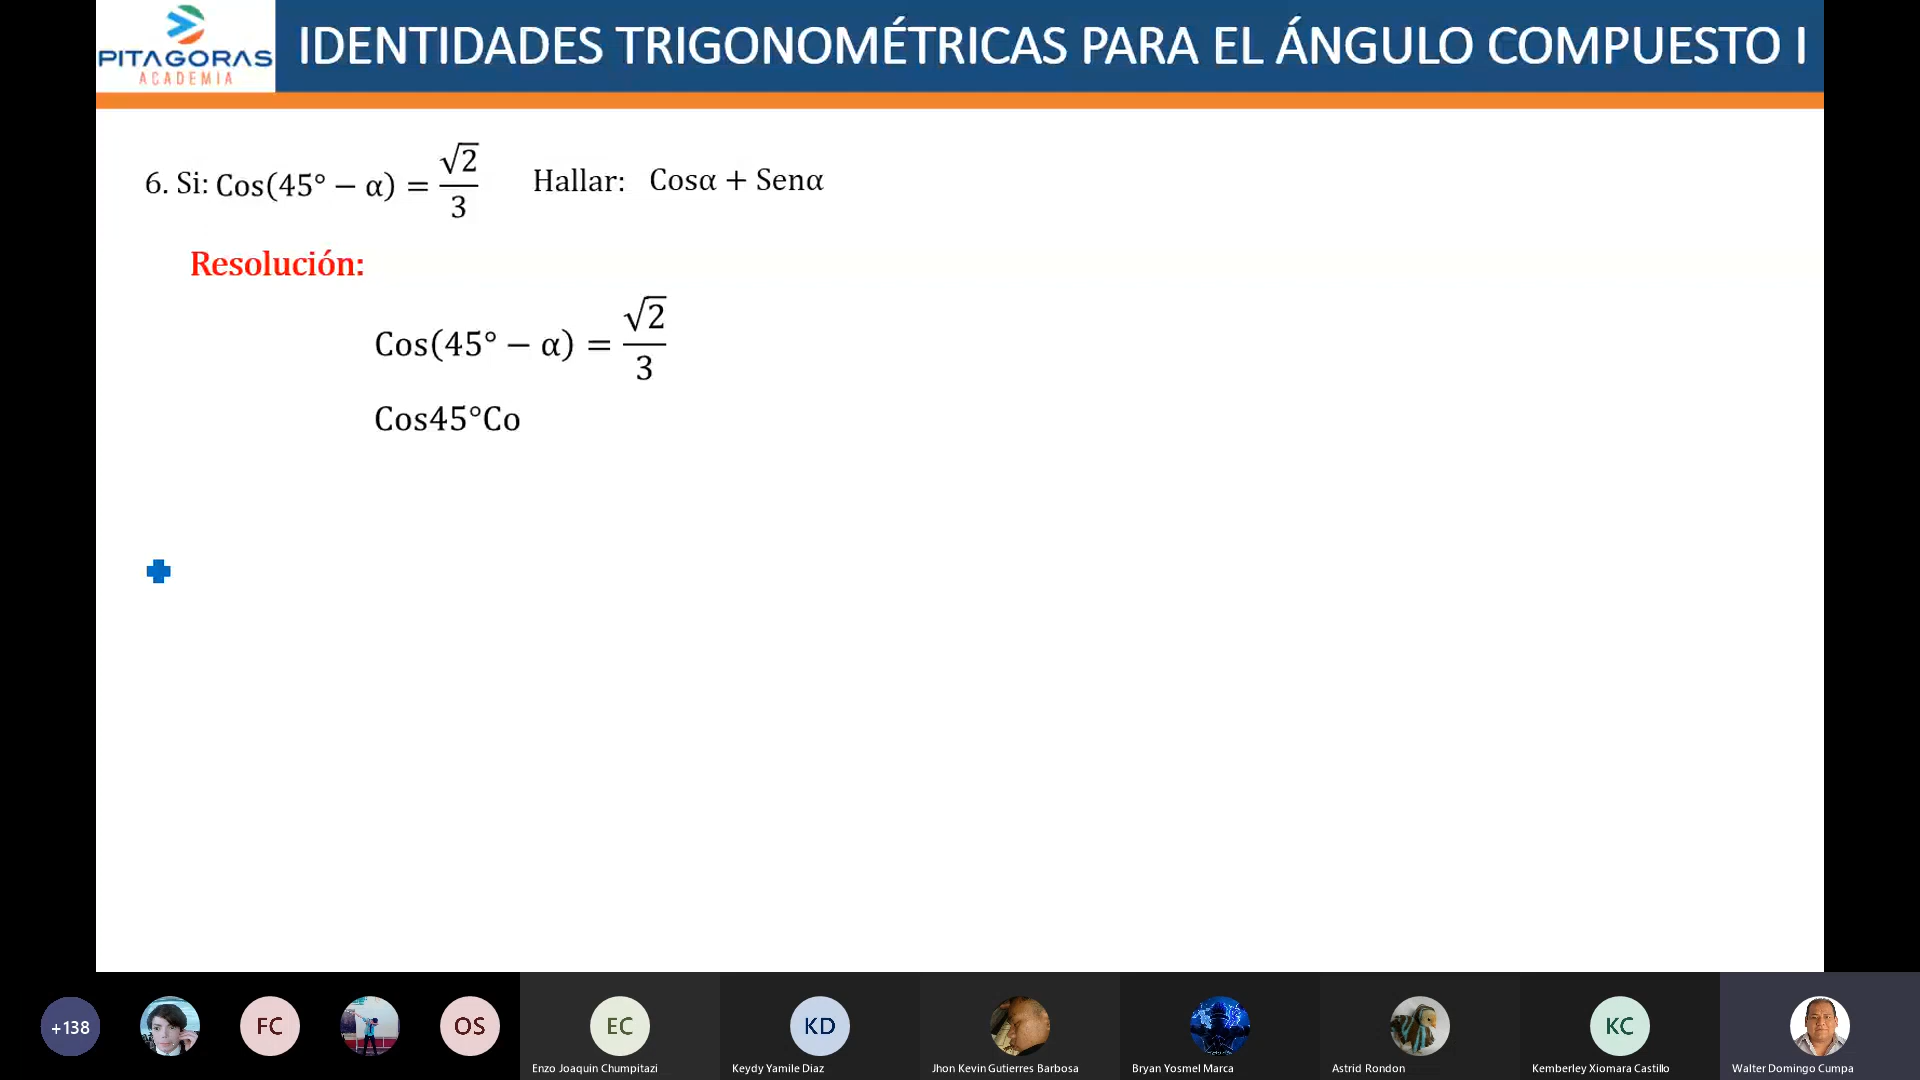 PITAGORAS
ACADEMIA
IDENTIDADES TRIGONOMÉTRICAS PARA EL ÁNGULO COMPUESTO I
6. Si: Cos(45° − α) = √2/3 Hallar: Cosα + Senα
Resolución:
Cos(45° − α) = √2/3
Cos45°Co
+138
FC
OS
EC
KD
KC
Enzo Joaquin Chumpitazi
Keydy Yamile Diaz
Jhon Kevin Gutierres Barbosa
Bryan Yosmel Marca
Astrid Rondon
Kemberley Xiomara Castillo
Walter Domingo Cumpa